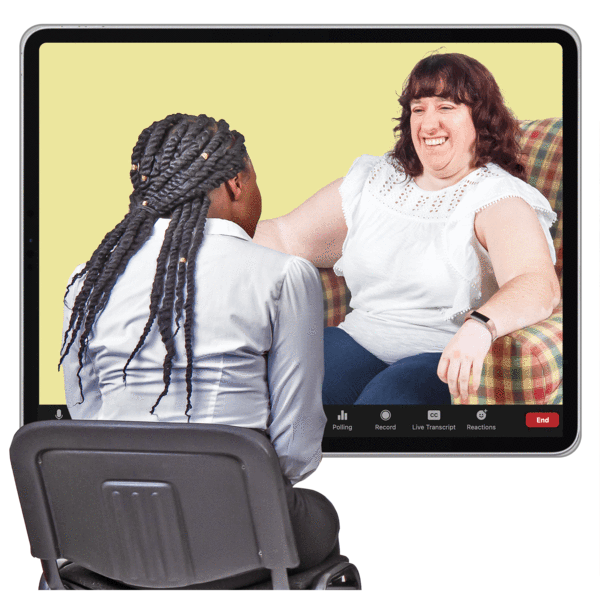 Polling
Record
CC
Live Transcript
Reactions
End